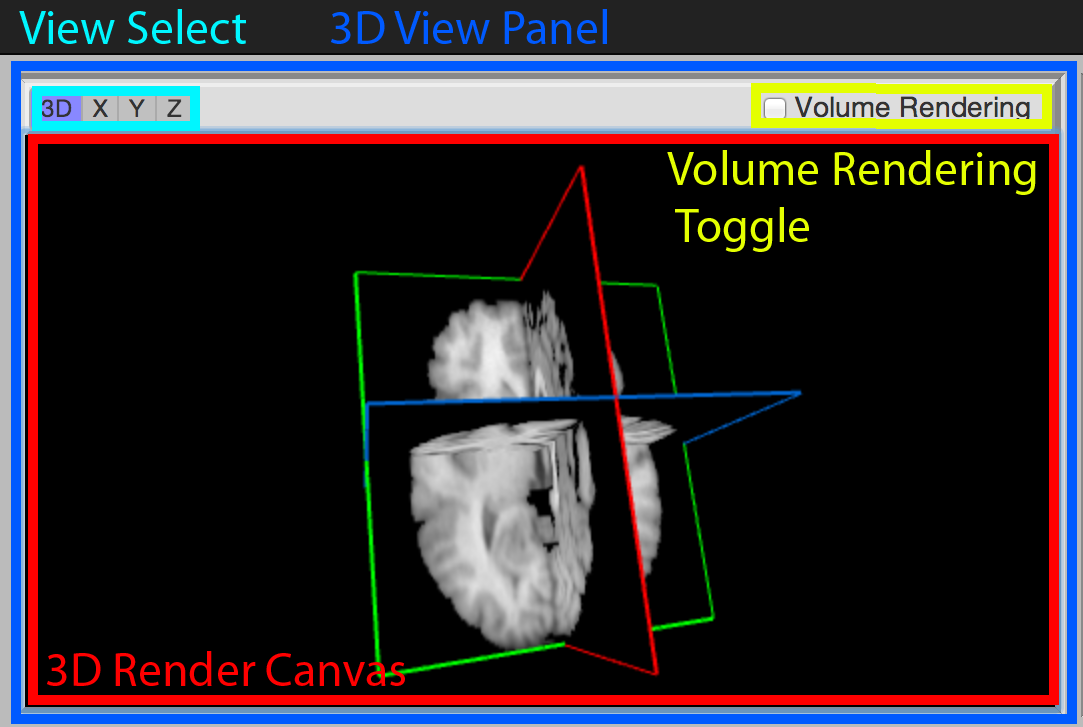 View Select 3D View Panel
3D X Y Z Volume Rendering
Volume Rendering
Toggle
3D Render Canvas